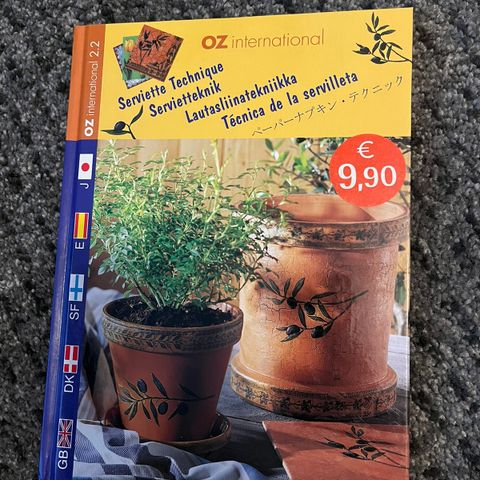 OZ international
Serviette Technique
Servietteknik
Lautasliinatekniikka
Técnica de la servilleta
ペーパーナプキン・テクニック
€
9,90
OZ international 2.2
J
E
SF
DK
GB